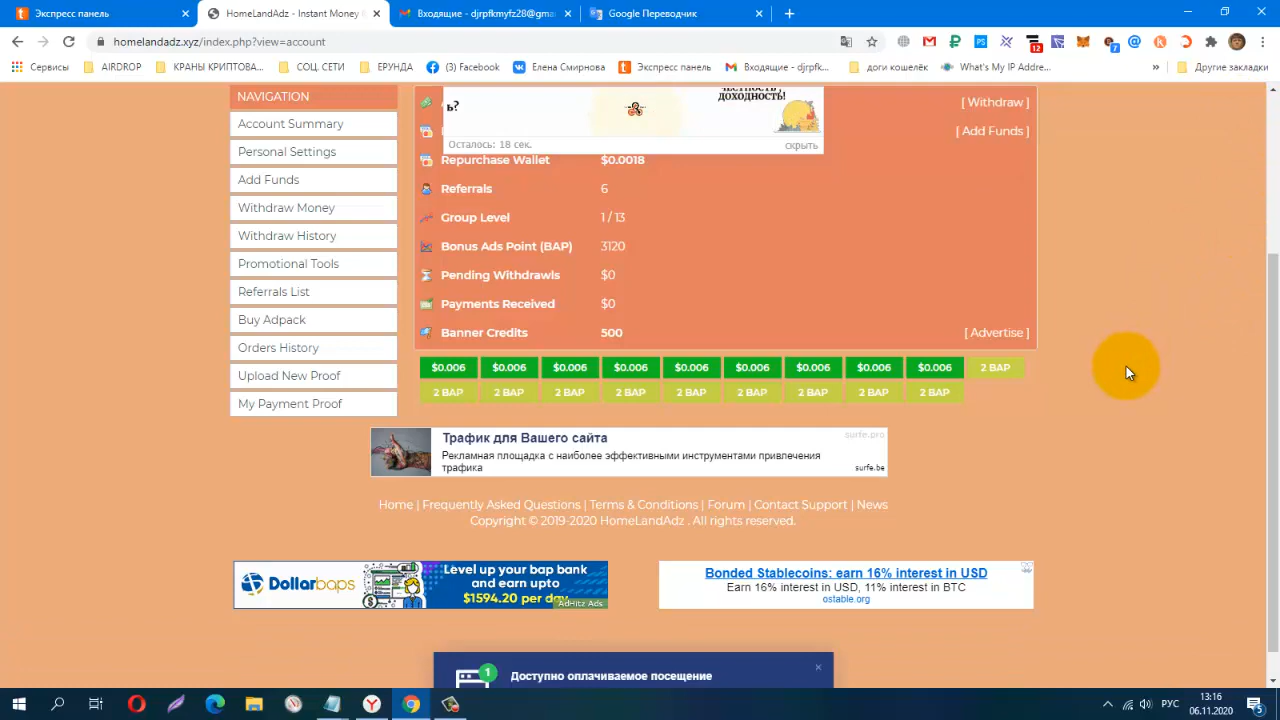 Экспресс панель
HomeLandAdz - Instant Money
Входящие - djrpfkmyfz28@gma
Google Переводчик
homelandadz.xyz/index.php?view=account
12
7
Сервисы
AIRDROP
КРАНЫ КРИПТОВА...
СОЦ. СЕТИ
ЕРУНДА
(3) Facebook
Елена Смирнова
Экспресс панель
Входящие - djrpfk...
доги кошелёк
What's My IP Addre...
»
Другие закладки
NAVIGATION
Account Summary
Personal Settings
Add Funds
Withdraw Money
Withdraw History
Promotional Tools
Referrals List
Buy Adpack
Orders History
Upload New Proof
My Payment Proof
ь?
ДОХОДНОСТЬ!
Осталось: 18 сек.
скрыть
[ Withdraw ]
[ Add Funds ]
Repurchase Wallet $0.0018
Referrals 6
Group Level 1 / 13
Bonus Ads Point (BAP) 3120
Pending Withdrawls $0
Payments Received $0
Banner Credits 500 [ Advertise ]
$0.006 $0.006 $0.006 $0.006 $0.006 $0.006 $0.006 $0.006 $0.006 2 BAP
2 BAP 2 BAP 2 BAP 2 BAP 2 BAP 2 BAP 2 BAP 2 BAP 2 BAP
Трафик для Вашего сайта
surfe.pro
Рекламная площадка с наиболее эффективными инструментами привлечения
трафика
surfe.be
Home | Frequently Asked Questions | Terms & Conditions | Forum | Contact Support | News
Copyright © 2019-2020 HomeLandAdz . All rights reserved.
Dollarbaps
Level up your bap bank
and earn upto
$1594.20 per day
AdHitz Ads
Bonded Stablecoins: earn 16% interest in USD
Earn 16% interest in USD, 11% interest in BTC
ostable.org
1
Доступно оплачиваемое посещение
РУС
13:16
06.11.2020